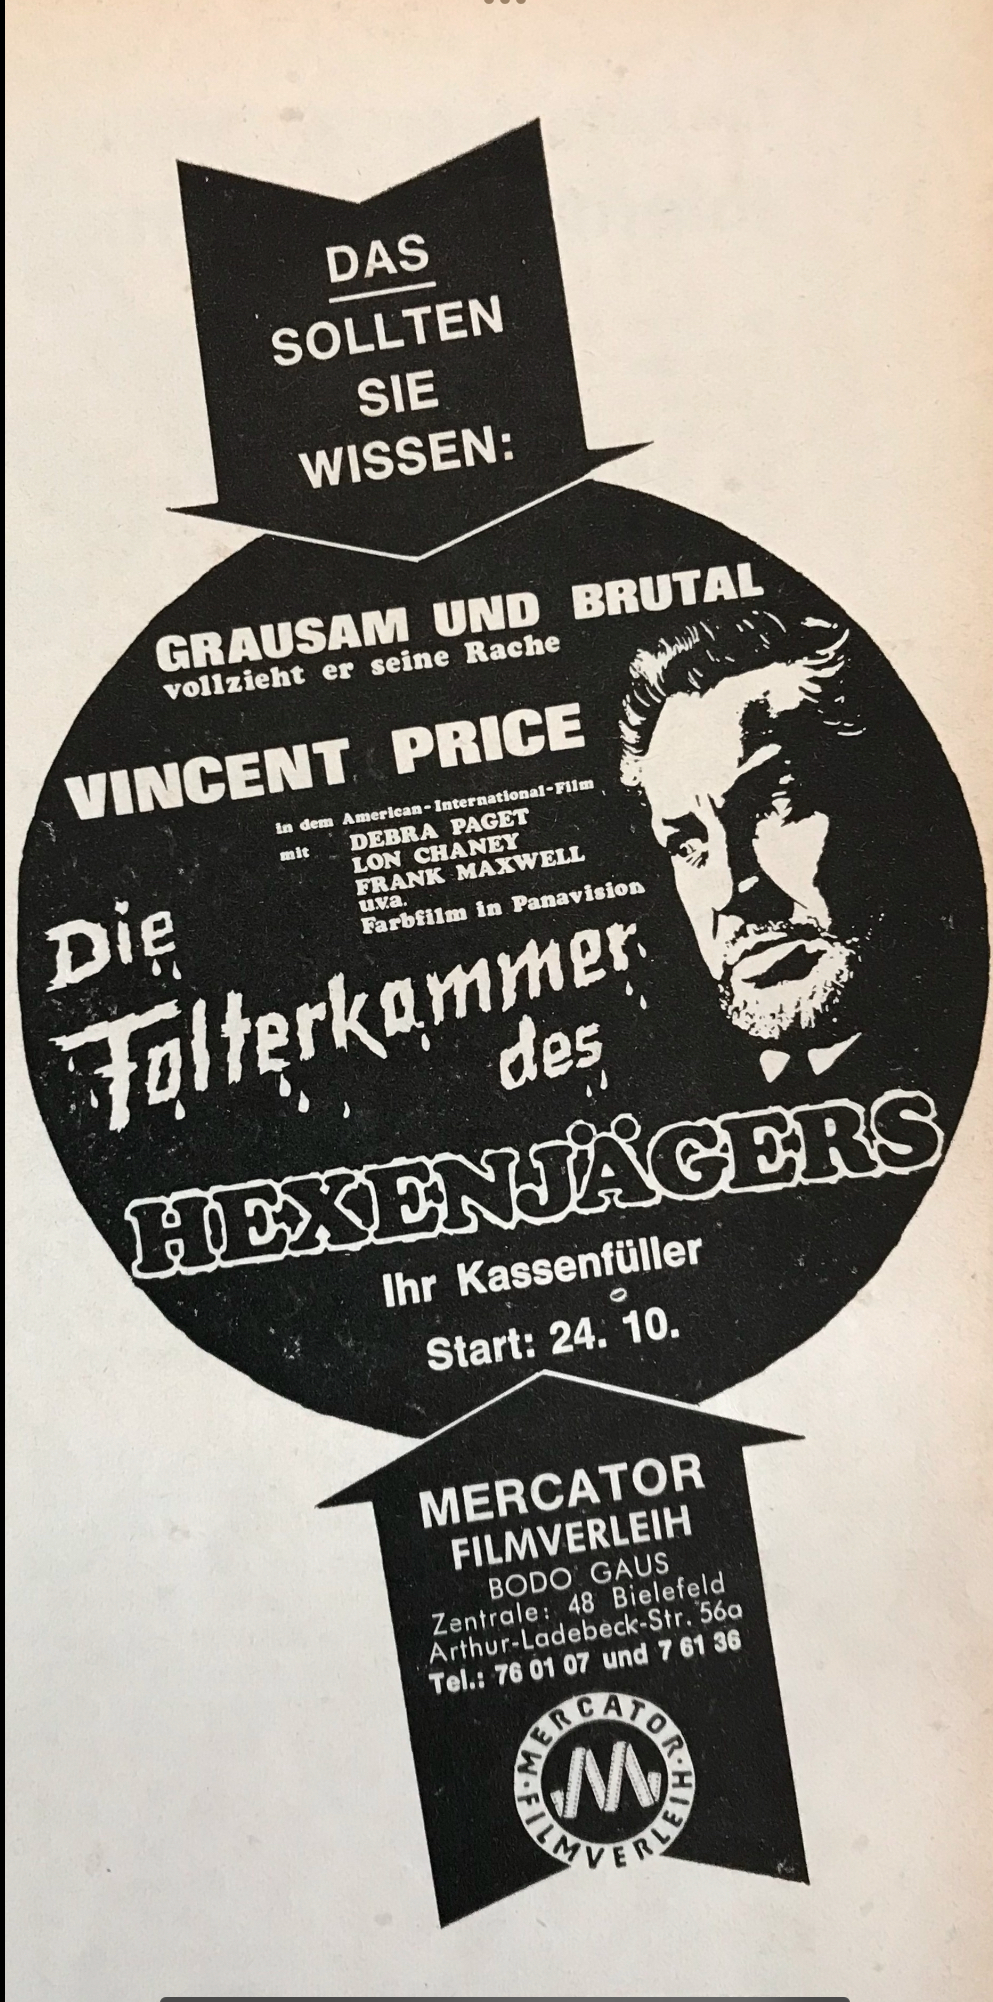 DAS
SOLLTEN
SIE
WISSEN:
GRAUSAM UND BRUTAL
vollzieht er seine Rache
VINCENT PRICE
in dem American-International-Film
mit DEBRA PAGET
LON CHANEY
FRANK MAXWELL
u.v.a.
Farbfilm in Panavision
Die
Folterkammer
des
HEXENJÄGERS
Ihr Kassenfüller
Start: 24. 10.
MERCATOR
FILMVERLEIH
BODO GAUS
Zentrale: 48 Bielefeld
Arthur-Ladebeck-Str. 56a
Tel.: 76 01 07 und 7 61 36
MERCATOR · FILMVERLEIH ·
M